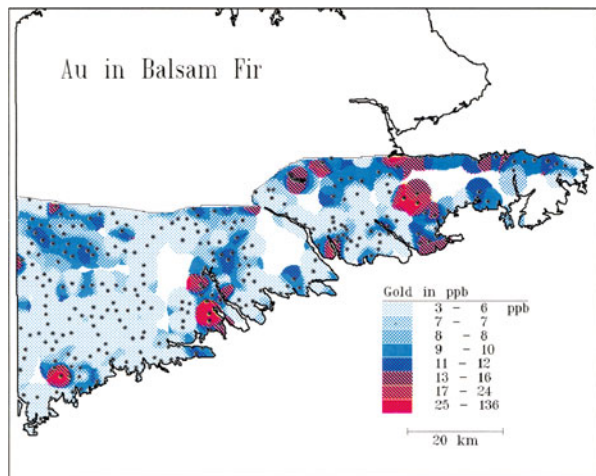 Au in Balsam Fir
Gold in ppb
3 - 6 ppb
7 - 7
8 - 8
9 - 10
11 - 12
13 - 16
17 - 24
25 - 136
20 km